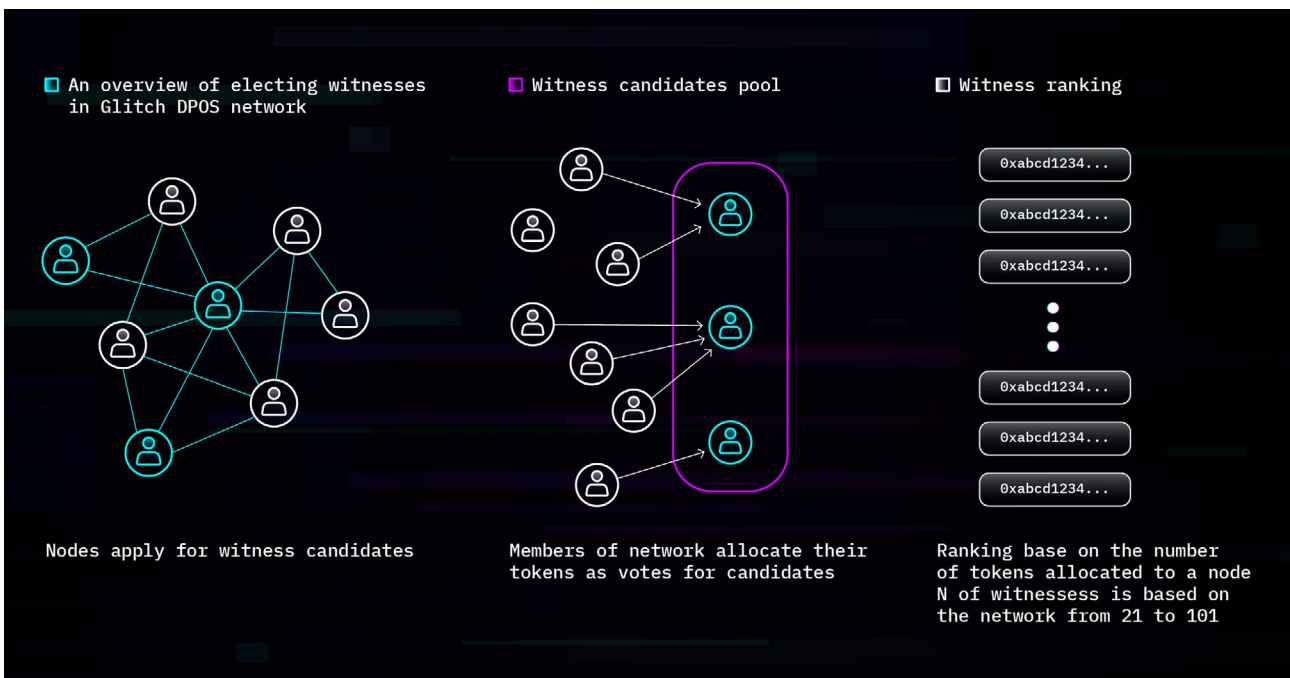 An overview of electing witnesses
in Glitch DPOS network
Nodes apply for witness candidates
Witness candidates pool
Members of network allocate their
tokens as votes for candidates
Witness ranking
0xabcd1234...
0xabcd1234...
0xabcd1234...
0xabcd1234...
0xabcd1234...
0xabcd1234...
Ranking base on the number
of tokens allocated to a node
N of witnessess is based on
the network from 21 to 101